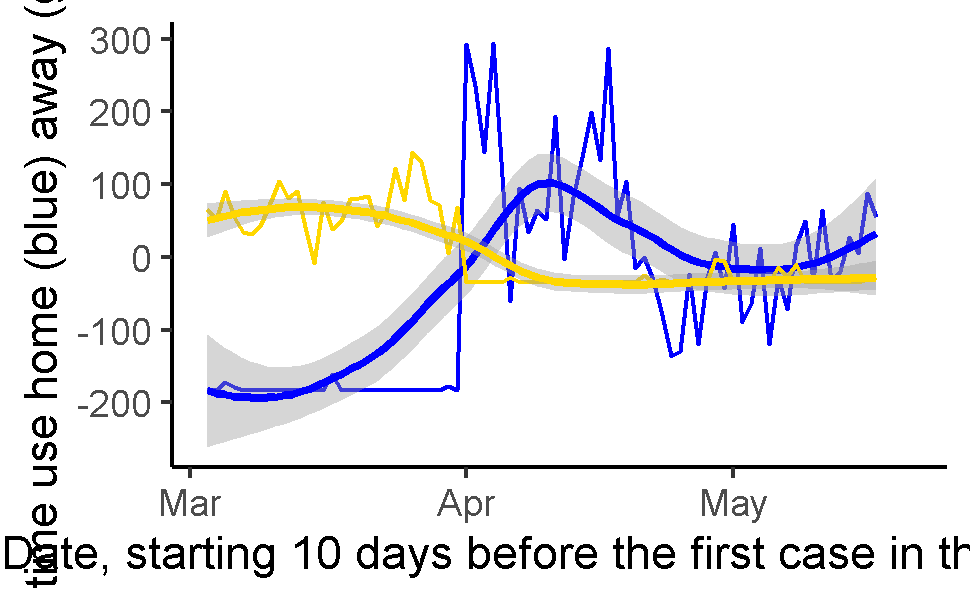 time use home (blue) away (
300
200
100
0
-100
-200
Mar Apr May
Date, starting 10 days before the first case in th